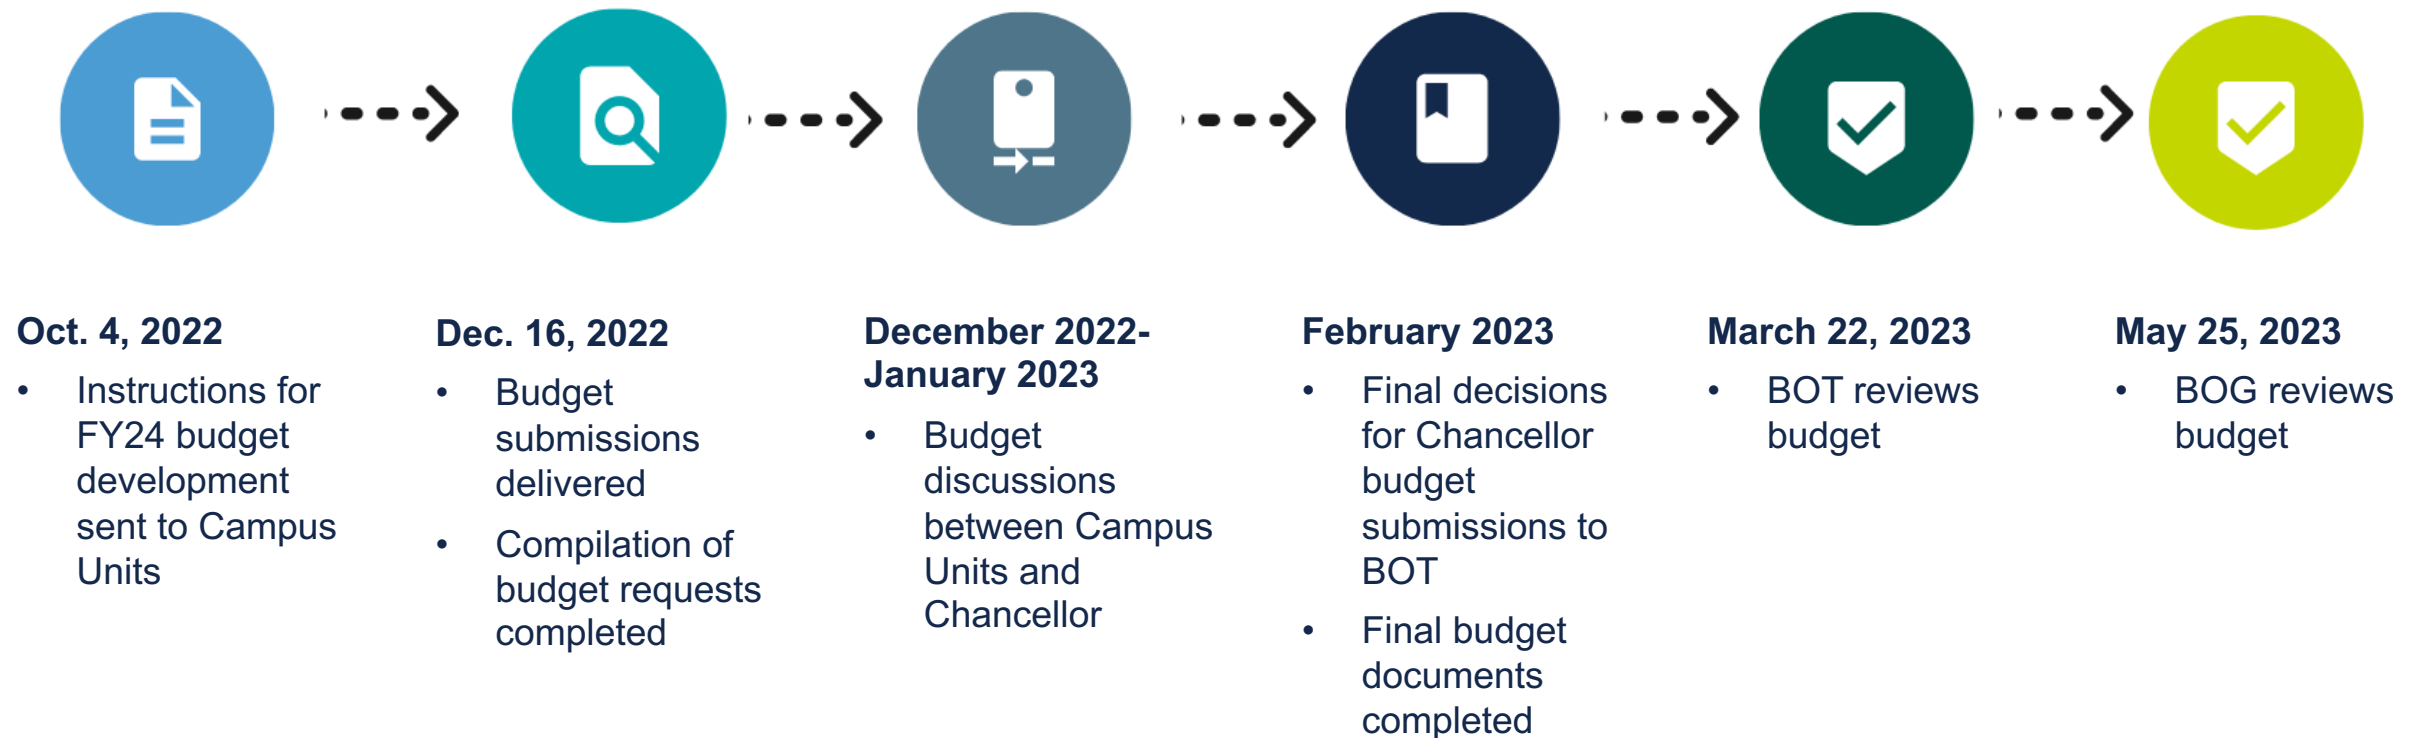 Oct. 4, 2022
• Instructions for
FY24 budget
development
sent to Campus
Units
Dec. 16, 2022
• Budget
submissions
delivered
• Compilation of
budget requests
completed
December 2022-
January 2023
• Budget
discussions
between Campus
Units and
Chancellor
February 2023
• Final decisions
for Chancellor
budget
submissions to
BOT
• Final budget
documents
completed
March 22, 2023
• BOT reviews
budget
May 25, 2023
• BOG reviews
budget